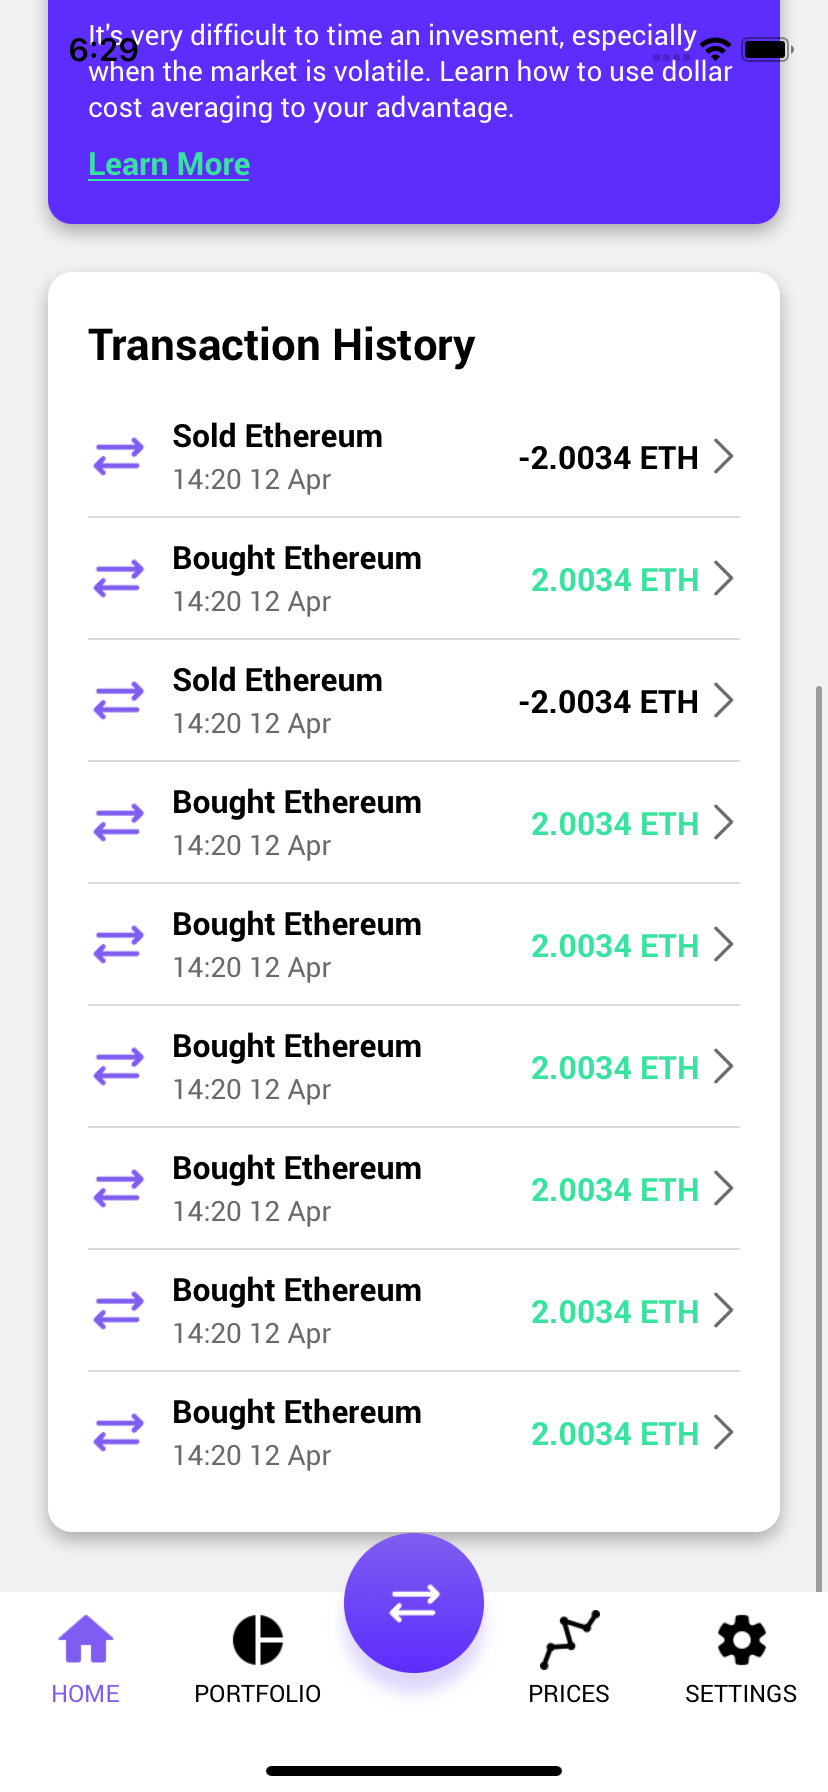 It's very difficult to time an invesment, especially
6:29
when the market is volatile. Learn how to use dollar
cost averaging to your advantage.
Learn More
Transaction History
Sold Ethereum
14:20 12 Apr
-2.0034 ETH
Bought Ethereum
14:20 12 Apr
2.0034 ETH
Sold Ethereum
14:20 12 Apr
-2.0034 ETH
Bought Ethereum
14:20 12 Apr
2.0034 ETH
Bought Ethereum
14:20 12 Apr
2.0034 ETH
Bought Ethereum
14:20 12 Apr
2.0034 ETH
Bought Ethereum
14:20 12 Apr
2.0034 ETH
Bought Ethereum
14:20 12 Apr
2.0034 ETH
Bought Ethereum
14:20 12 Apr
2.0034 ETH
HOME
PORTFOLIO
PRICES
SETTINGS